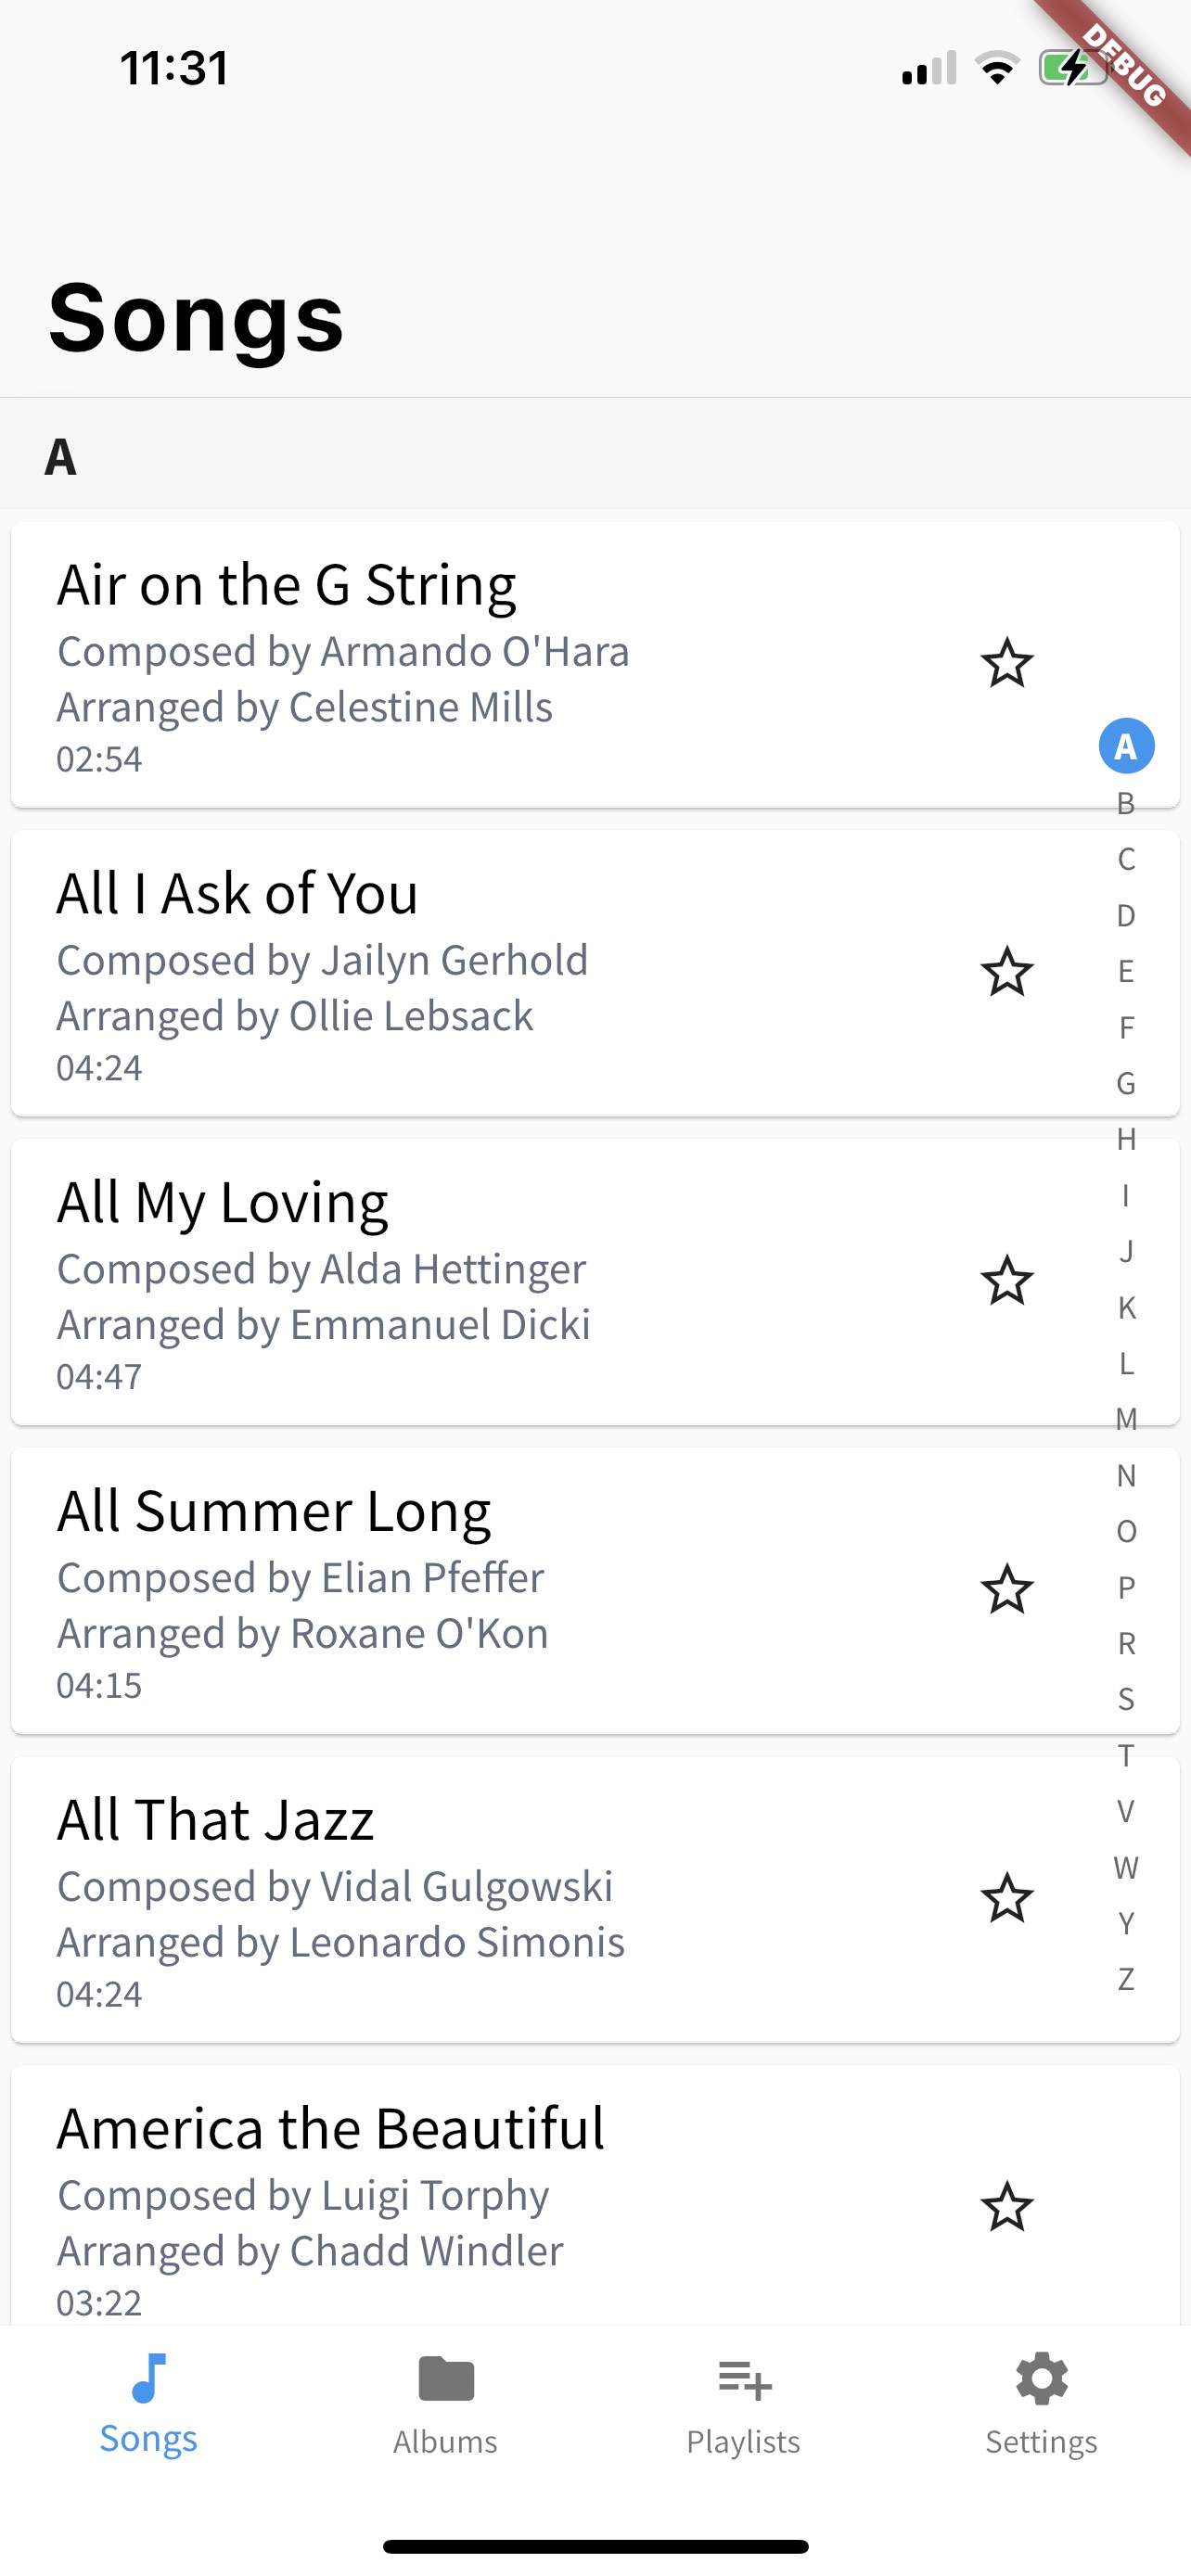 11:31
DEBUG
Songs
A
Air on the G String
Composed by Armando O'Hara
Arranged by Celestine Mills
02:54
All I Ask of You
Composed by Jailyn Gerhold
Arranged by Ollie Lebsack
04:24
All My Loving
Composed by Alda Hettinger
Arranged by Emmanuel Dicki
04:47
All Summer Long
Composed by Elian Pfeffer
Arranged by Roxane O'Kon
04:15
All That Jazz
Composed by Vidal Gulgowski
Arranged by Leonardo Simonis
04:24
America the Beautiful
Composed by Luigi Torphy
Arranged by Chadd Windler
03:22
A
B
C
D
E
F
G
H
I
J
K
L
M
N
O
P
R
S
T
V
W
Y
Z
Songs
Albums
Playlists
Settings